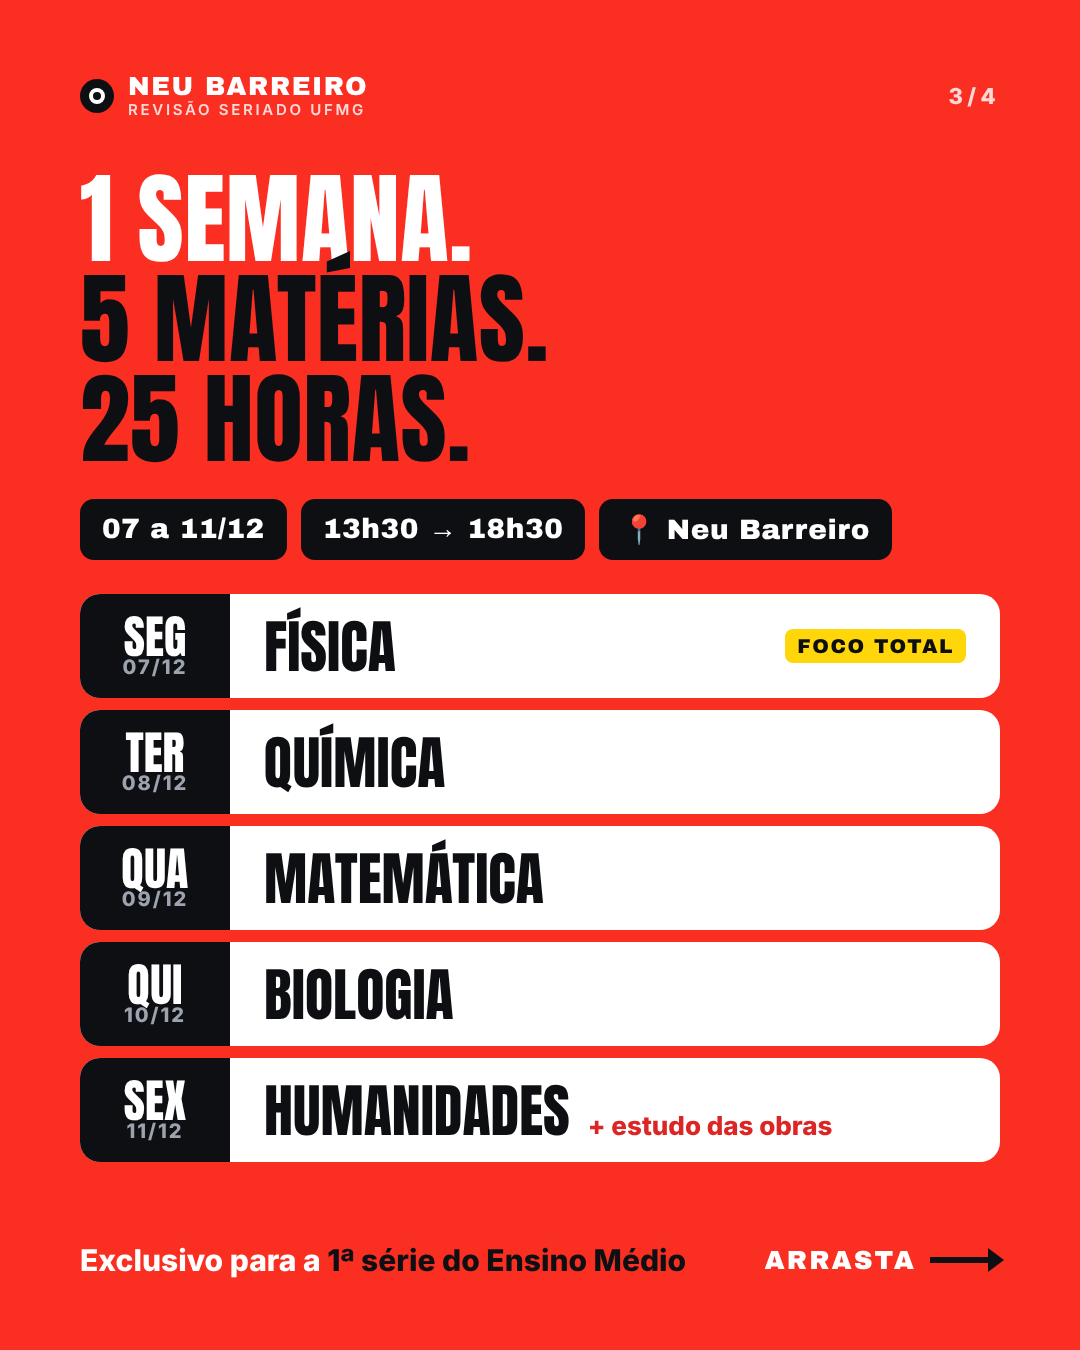 NEU BARREIRO
REVISÃO SERIADO UFMG
3/4
1 SEMANA.
5 MATÉRIAS.
25 HORAS.
07 a 11/12
13h30 → 18h30
📍 Neu Barreiro
SEG
07/12
FÍSICA
FOCO TOTAL
TER
08/12
QUÍMICA
QUA
09/12
MATEMÁTICA
QUI
10/12
BIOLOGIA
SEX
11/12
HUMANIDADES + estudo das obras
Exclusivo para a 1ª série do Ensino Médio
ARRASTA